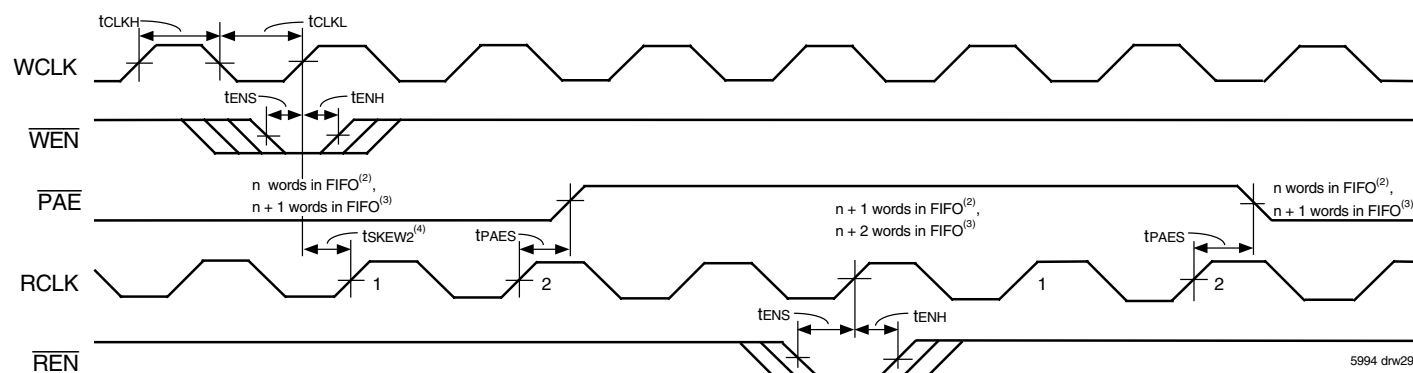 tCLKH
tCLKL
WCLK
tENS
tENH
WEN
n words in FIFO(2),
n + 1 words in FIFO(3)
n + 1 words in FIFO(2),
n + 2 words in FIFO(3)
n words in FIFO(2),
n + 1 words in FIFO(3)
PAE
tSKEW2(4)
tPAES
tPAES
RCLK
1
2
1
2
tENS
tENH
REN
5994 drw29